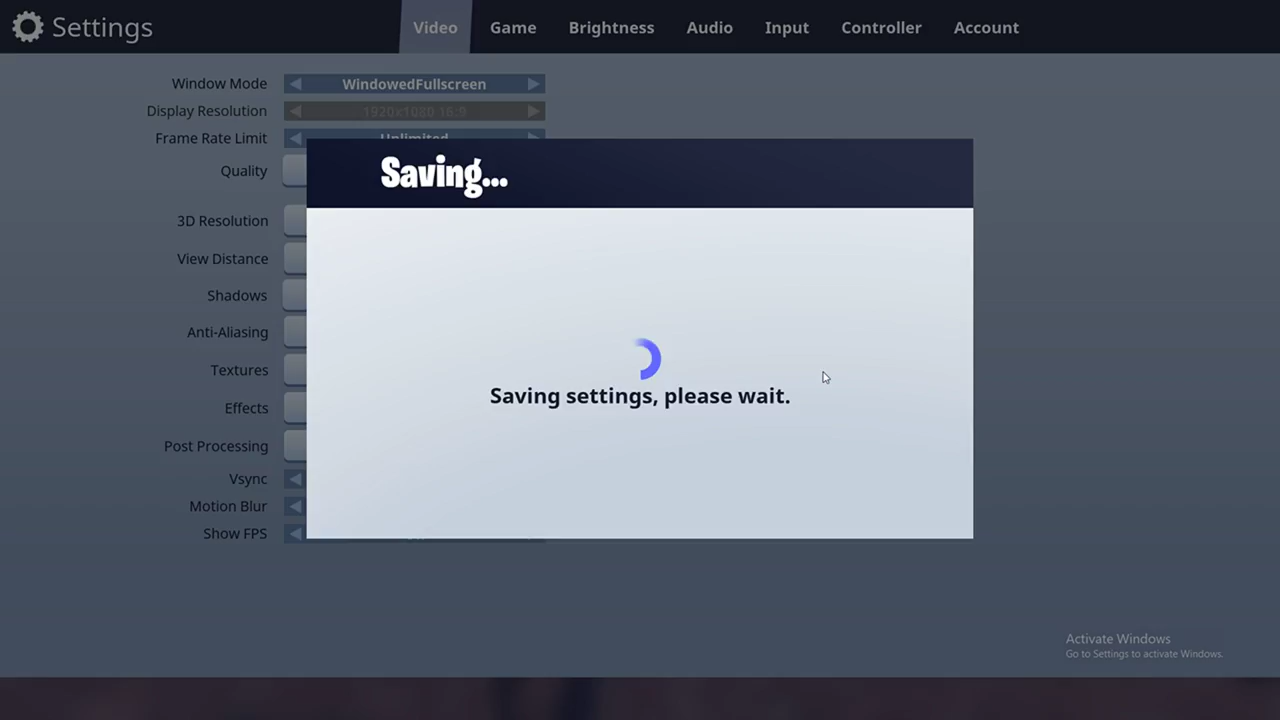 Settings
Video
Game
Brightness
Audio
Input
Controller
Account
Window Mode
WindowedFullscreen
Display Resolution
1920x1080 16:9
Frame Rate Limit
Unlimited
Quality
Saving...
3D Resolution
View Distance
Shadows
Anti-Aliasing
Textures
Saving settings, please wait.
Effects
Post Processing
Vsync
Motion Blur
Show FPS
Activate Windows
Go to Settings to activate Windows.